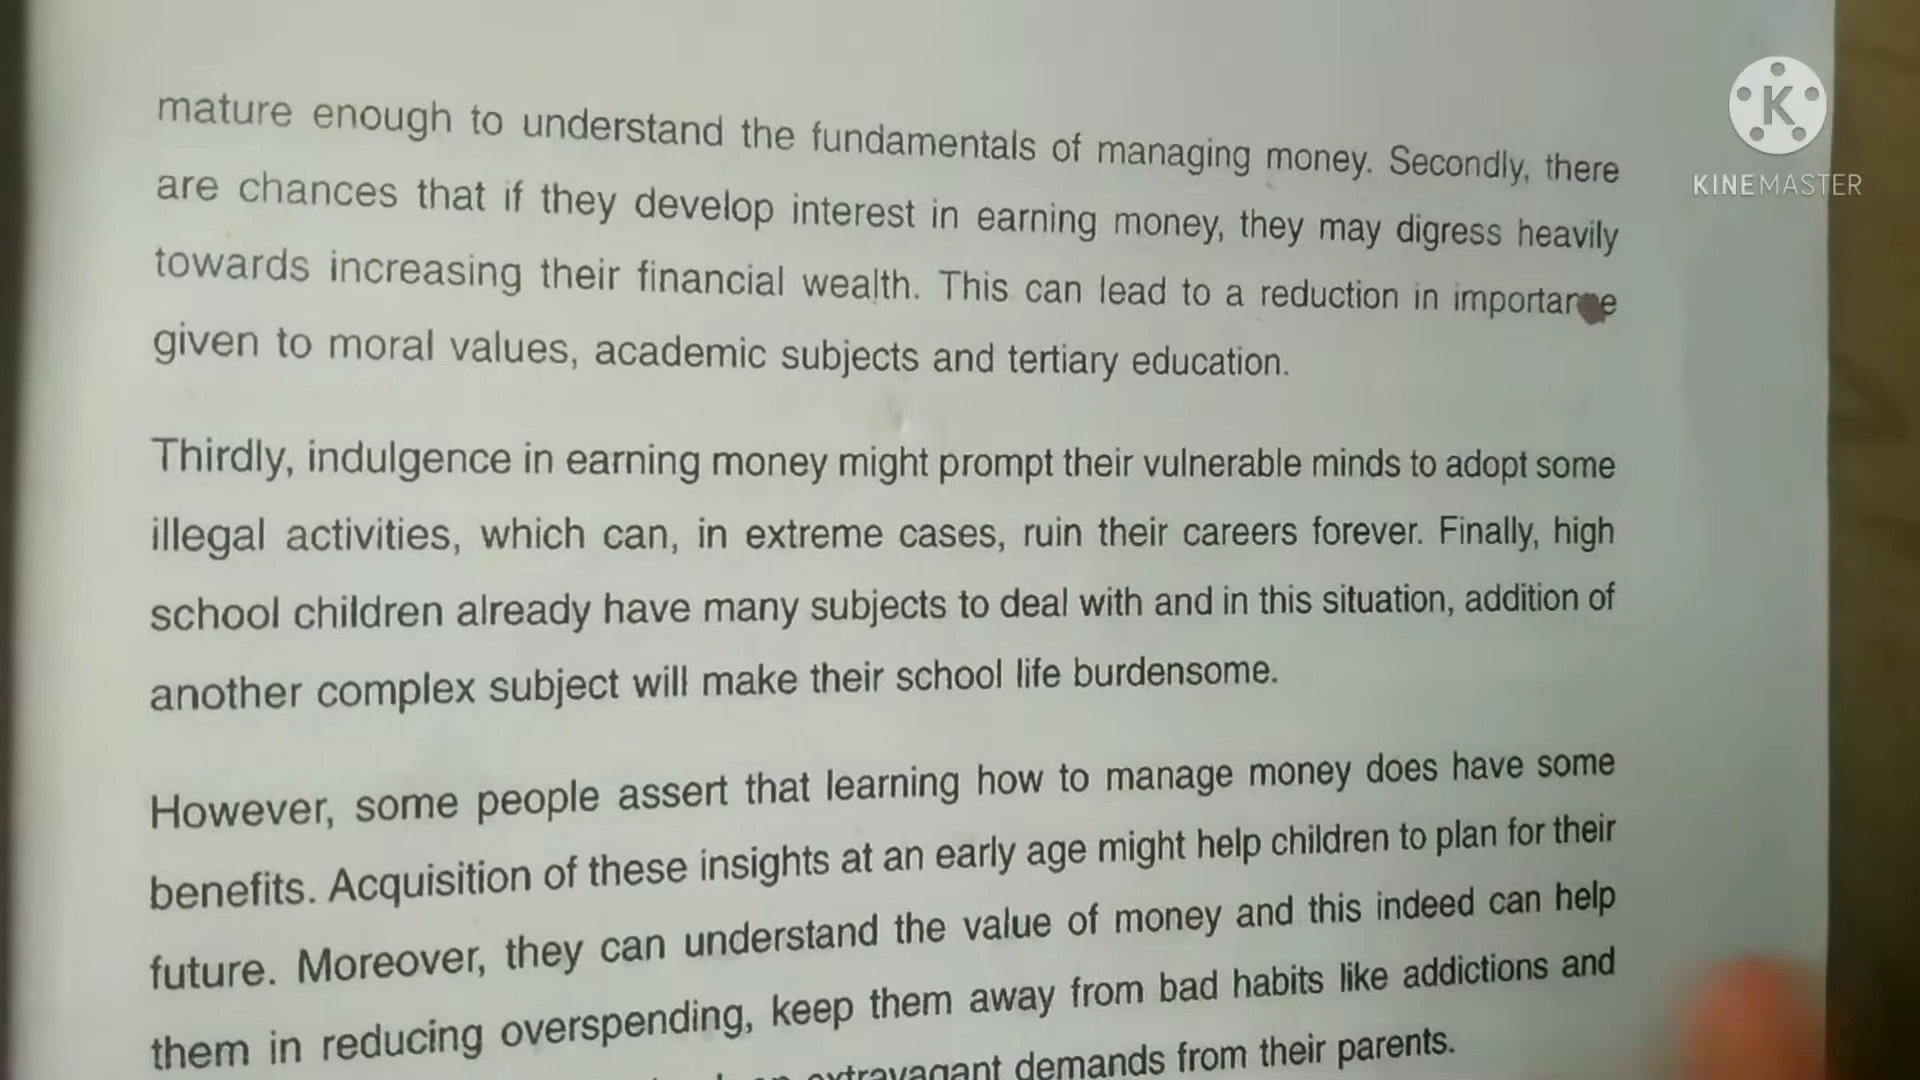 mature enough to understand the fundamentals of managing money. Secondly, there
are chances that if they develop interest in earning money, they may digress heavily
towards increasing their financial wealth. This can lead to a reduction in importance
given to moral values, academic subjects and tertiary education.
Thirdly, indulgence in earning money might prompt their vulnerable minds to adopt some
illegal activities, which can, in extreme cases, ruin their careers forever. Finally, high
school children already have many subjects to deal with and in this situation, addition of
another complex subject will make their school life burdensome.
However, some people assert that learning how to manage money does have some
benefits. Acquisition of these insights at an early age might help children to plan for their
future. Moreover, they can understand the value of money and this indeed can help
them in reducing overspending, keep them away from bad habits like addictions and
extravagant demands from their parents.
K
KINEMASTER